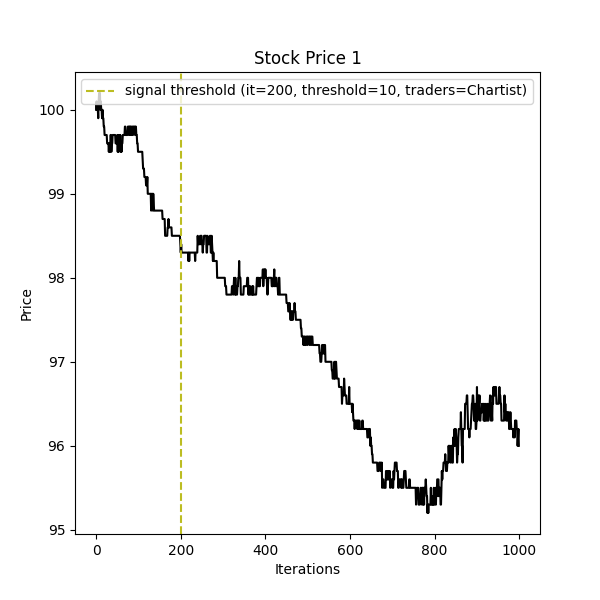 Stock Price 1
signal threshold (it=200, threshold=10, traders=Chartist)
100
99
98
97
96
95
Price
0 200 400 600 800 1000
Iterations